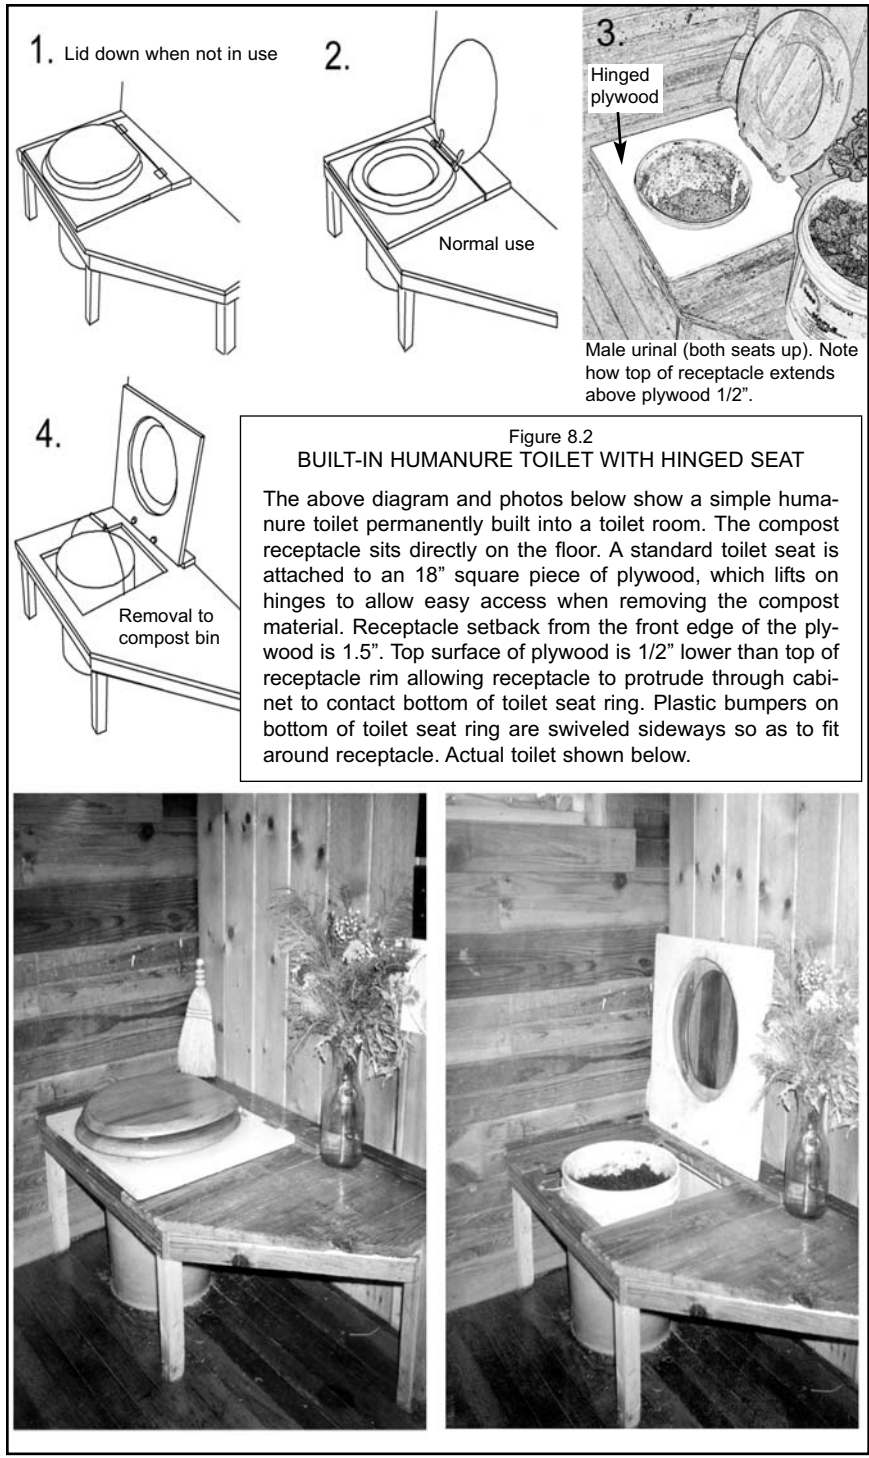 1. Lid down when not in use
2.
Normal use
3.
Hinged
plywood
Male urinal (both seats up). Note
how top of receptacle extends
above plywood 1/2”.
4.
Removal to
compost bin
Figure 8.2
BUILT-IN HUMANURE TOILET WITH HINGED SEAT
The above diagram and photos below show a simple huma-
nure toilet permanently built into a toilet room. The compost
receptacle sits directly on the floor. A standard toilet seat is
attached to an 18” square piece of plywood, which lifts on
hinges to allow easy access when removing the compost
material. Receptacle setback from the front edge of the ply-
wood is 1.5”. Top surface of plywood is 1/2” lower than top of
receptacle rim allowing receptacle to protrude through cabi-
net to contact bottom of toilet seat ring. Plastic bumpers on
bottom of toilet seat ring are swiveled sideways so as to fit
around receptacle. Actual toilet shown below.